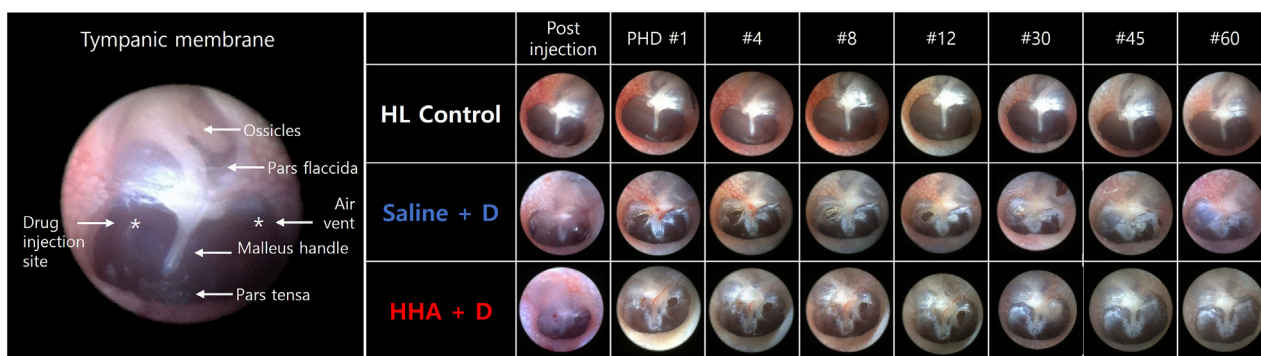 Tympanic membrane
Ossicles
Pars flaccida
Drug
injection
site
*
*
Air
vent
Malleus handle
Pars tensa
Post
injection
PHD #1
#4
#8
#12
#30
#45
#60
HL Control
Saline + D
HHA + D